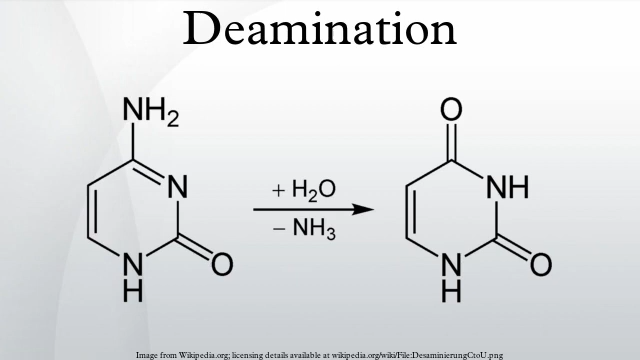 Deamination
NH₂
N
N
H
O
+ H₂O
− NH₃
O
NH
N
H
O
Image from Wikipedia.org; licensing details available at wikipedia.org/wiki/File:DesaminierungCtoU.png